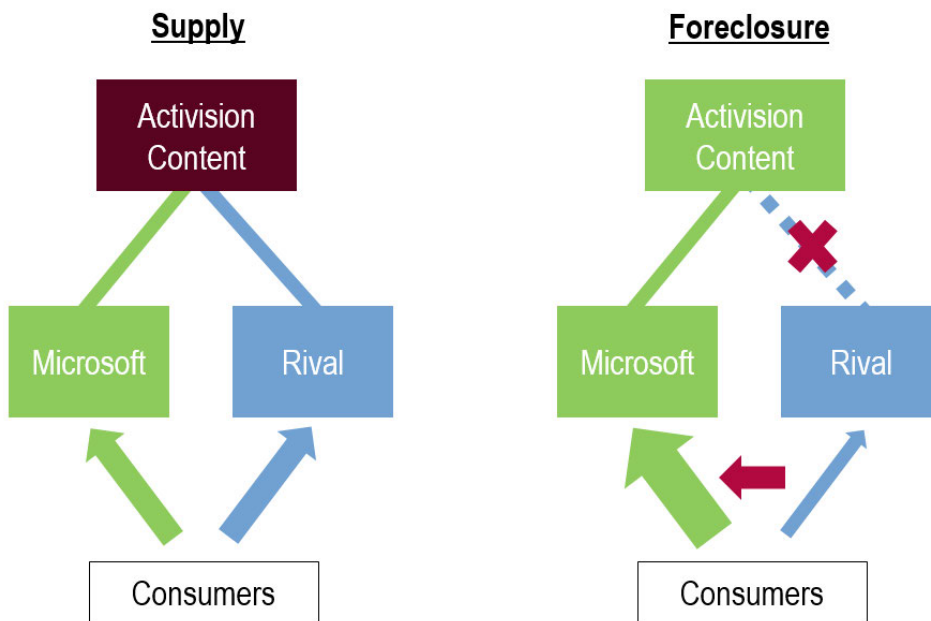 Supply
Activision
Content
Microsoft
Rival
Consumers
Foreclosure
Activision
Content
Microsoft
Rival
Consumers